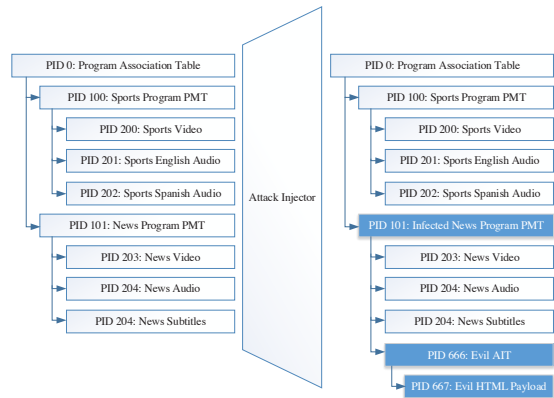 PID 0: Program Association Table
PID 100: Sports Program PMT
PID 200: Sports Video
PID 201: Sports English Audio
PID 202: Sports Spanish Audio
PID 101: News Program PMT
PID 203: News Video
PID 204: News Audio
PID 204: News Subtitles
Attack Injector
PID 0: Program Association Table
PID 100: Sports Program PMT
PID 200: Sports Video
PID 201: Sports English Audio
PID 202: Sports Spanish Audio
PID 101: Infected News Program PMT
PID 203: News Video
PID 204: News Audio
PID 204: News Subtitles
PID 666: Evil AIT
PID 667: Evil HTML Payload